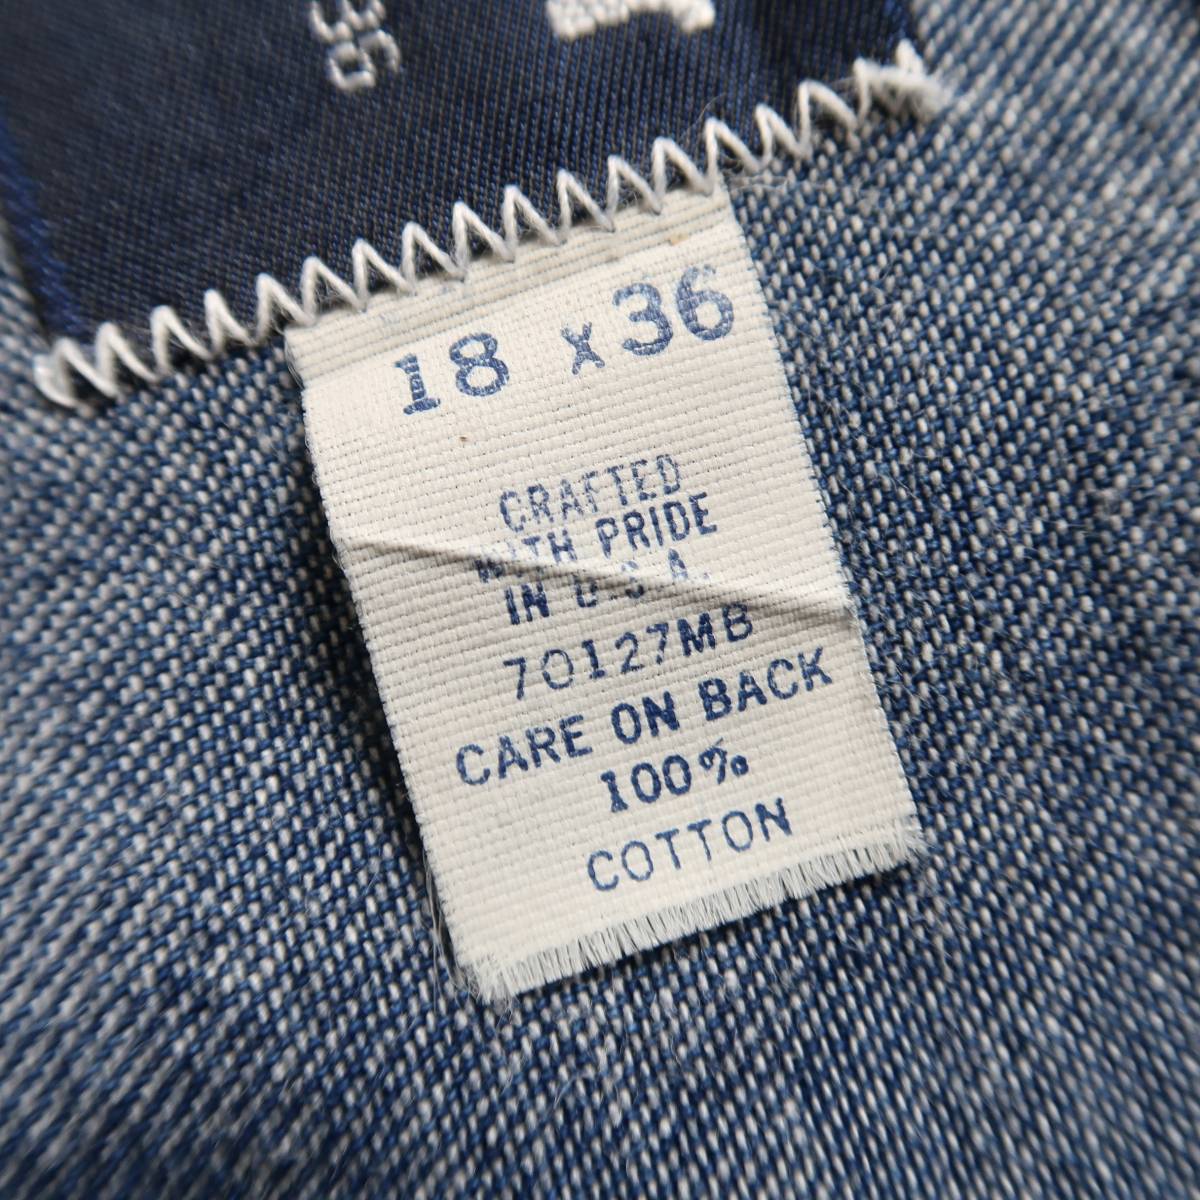 18 x 36
CRAFTED
WITH PRIDE
IN U.S.A.
70127MB
CARE ON BACK
100%
COTTON